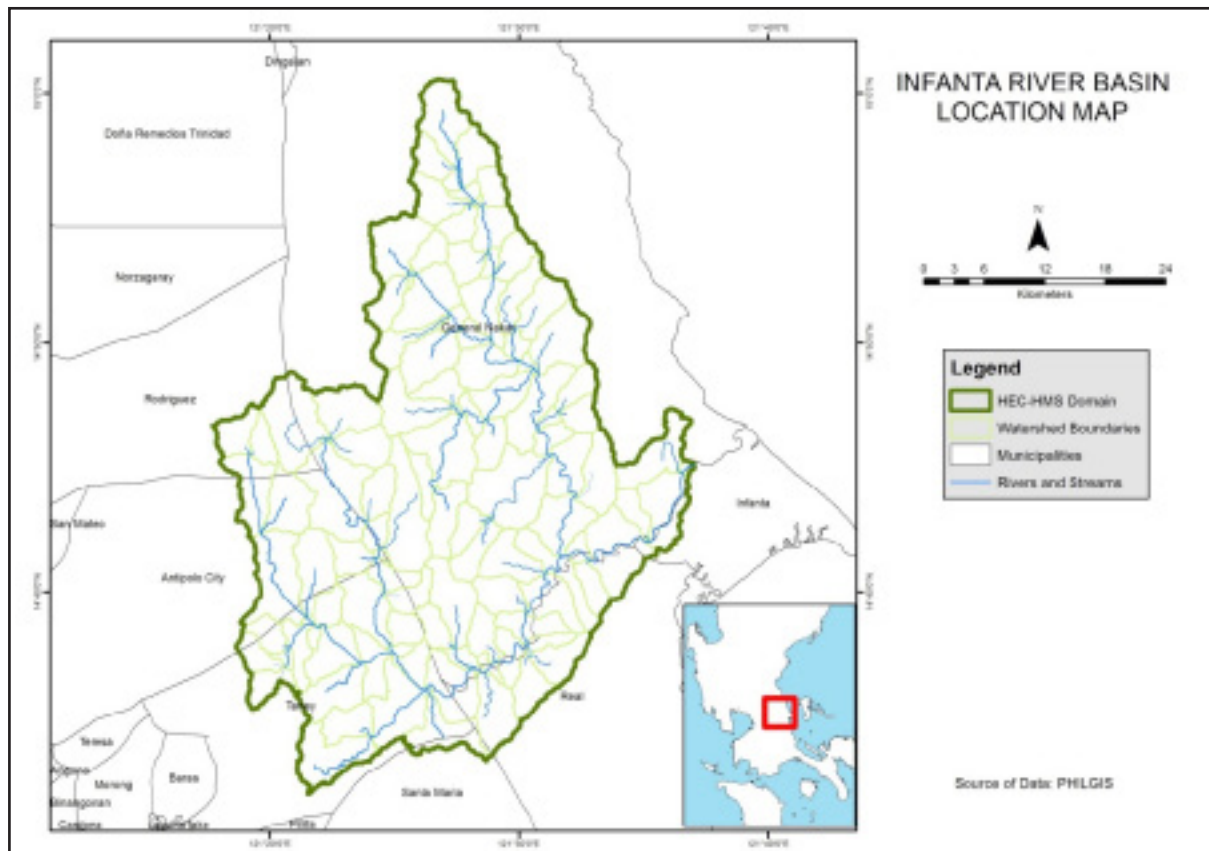 INFANTA RIVER BASIN
LOCATION MAP
N
0 3 6 12 18 24
Kilometers
Legend
HEC-HMS Domain
Watershed Boundaries
Municipalities
Rivers and Streams
Source of Data: PHILGIS
Dingalan
Doña Remedios Trinidad
Norzagaray
General Nakar
Rodriguez
Infanta
San Mateo
Antipolo City
Real
Tanay
Teresa
Morong
Baras
Binangonan
Santa Maria
Pililla